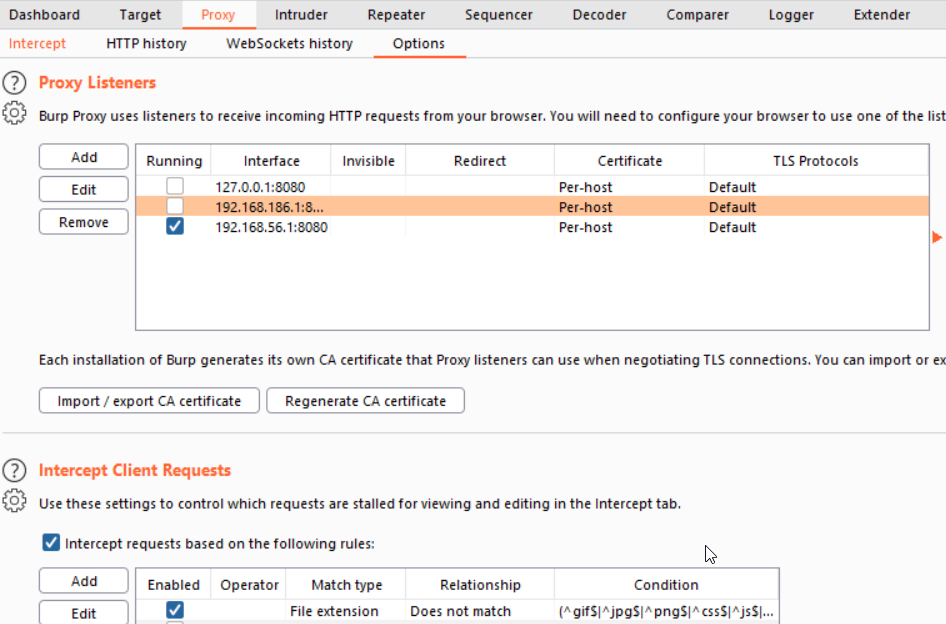 Dashboard Target Proxy Intruder Repeater Sequencer Decoder Comparer Logger Extender
Intercept HTTP history WebSockets history Options
? Proxy Listeners
Burp Proxy uses listeners to receive incoming HTTP requests from your browser. You will need to configure your browser to use one of the list
Add Running Interface Invisible Redirect Certificate TLS Protocols
Edit 127.0.0.1:8080 Per-host Default
192.168.186.1:8... Per-host Default
Remove 192.168.56.1:8080 Per-host Default
Each installation of Burp generates its own CA certificate that Proxy listeners can use when negotiating TLS connections. You can import or ex
Import / export CA certificate Regenerate CA certificate
? Intercept Client Requests
Use these settings to control which requests are stalled for viewing and editing in the Intercept tab.
Intercept requests based on the following rules:
Add Enabled Operator Match type Relationship Condition
Edit File extension Does not match (^gif$|^jpg$|^png$|^css$|^js$|...